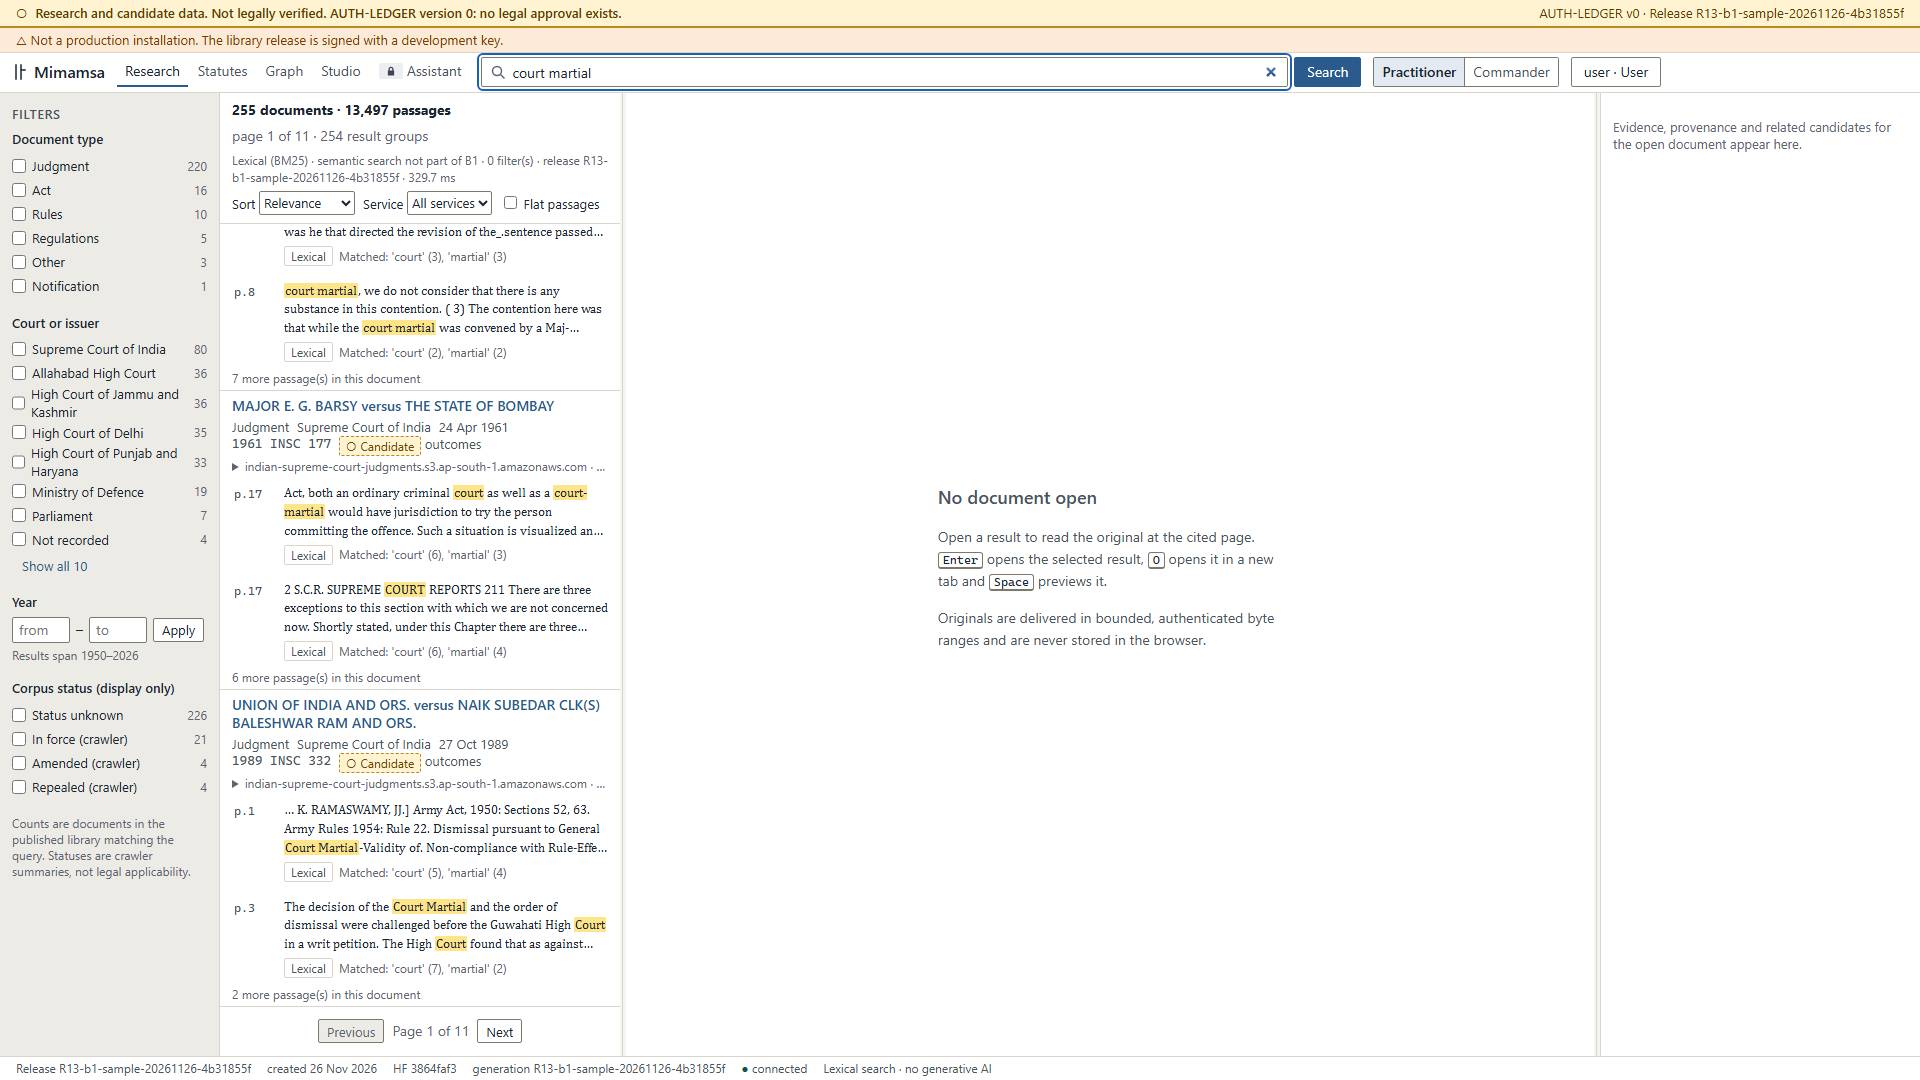 Research and candidate data. Not legally verified. AUTH-LEDGER version 0: no legal approval exists.
AUTH-LEDGER v0 · Release R13-b1-sample-20261126-4b31855f
⚠ Not a production installation. The library release is signed with a development key.
Mimamsa
Research
Statutes
Graph
Studio
Assistant
court martial
Search
Practitioner
Commander
user · User
FILTERS
Document type
Judgment 220
Act 16
Rules 10
Regulations 5
Other 3
Notification 1
Court or issuer
Supreme Court of India 80
Allahabad High Court 36
High Court of Jammu and
Kashmir 36
High Court of Delhi 35
High Court of Punjab and
Haryana 33
Ministry of Defence 19
Parliament 7
Not recorded 4
Show all 10
Year
from – to Apply
Results span 1950–2026
Corpus status (display only)
Status unknown 226
In force (crawler) 21
Amended (crawler) 4
Repealed (crawler) 4
Counts are documents in the
published library matching the
query. Statuses are crawler
summaries, not legal applicability.
255 documents · 13,497 passages
page 1 of 11 · 254 result groups
Lexical (BM25) · semantic search not part of B1 · 0 filter(s) · release R13-
b1-sample-20261126-4b31855f · 329.7 ms
Sort Relevance Service All services Flat passages
was he that directed the revision of the_.sentence passed...
Lexical Matched: 'court' (3), 'martial' (3)
p.8 court martial, we do not consider that there is any
substance in this contention. ( 3) The contention here was
that while the court martial was convened by a Maj-...
Lexical Matched: 'court' (2), 'martial' (2)
7 more passage(s) in this document
MAJOR E. G. BARSY versus THE STATE OF BOMBAY
Judgment Supreme Court of India 24 Apr 1961
1961 INSC 177 Candidate outcomes
indian-supreme-court-judgments.s3.ap-south-1.amazonaws.com · ...
p.17 Act, both an ordinary criminal court as well as a court-
martial would have jurisdiction to try the person
committing the offence. Such a situation is visualized an...
Lexical Matched: 'court' (6), 'martial' (3)
p.17 2 S.C.R. SUPREME COURT REPORTS 211 There are three
exceptions to this section with which we are not concerned
now. Shortly stated, under this Chapter there are three...
Lexical Matched: 'court' (6), 'martial' (4)
6 more passage(s) in this document
UNION OF INDIA AND ORS. versus NAIK SUBEDAR CLK(S)
BALESHWAR RAM AND ORS.
Judgment Supreme Court of India 27 Oct 1989
1989 INSC 332 Candidate outcomes
indian-supreme-court-judgments.s3.ap-south-1.amazonaws.com · ...
p.1 ... K. RAMASWAMY, JJ.] Army Act, 1950: Sections 52, 63.
Army Rules 1954: Rule 22. Dismissal pursuant to General
Court Martial-Validity of. Non-compliance with Rule-Effe...
Lexical Matched: 'court' (5), 'martial' (4)
p.3 The decision of the Court Martial and the order of
dismissal were challenged before the Guwahati High Court
in a writ petition. The High Court found that as against...
Lexical Matched: 'court' (7), 'martial' (2)
2 more passage(s) in this document
Previous Page 1 of 11 Next
No document open
Open a result to read the original at the cited page.
Enter opens the selected result, O opens it in a new
tab and Space previews it.
Originals are delivered in bounded, authenticated byte
ranges and are never stored in the browser.
Evidence, provenance and related candidates for
the open document appear here.
Release R13-b1-sample-20261126-4b31855f created 26 Nov 2026 HF 3864faf3 generation R13-b1-sample-20261126-4b31855f connected Lexical search · no generative AI